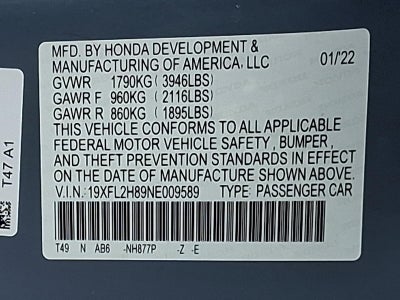 MFD. BY HONDA DEVELOPMENT &
MANUFACTURING OF AMERICA, LLC 01/'22
GVWR 1790KG (3946LBS)
GAWR F 960KG (2116LBS)
GAWR R 860KG (1895LBS)
THIS VEHICLE CONFORMS TO ALL APPLICABLE
FEDERAL MOTOR VEHICLE SAFETY , BUMPER,
AND THEFT PREVENTION STANDARDS IN EFFECT
ON THE DATE OF MANUFACTURE SHOWN ABOVE.
V.I.N: 19XFL2H89NE009589 TYPE: PASSENGER CAR
T49 N AB6 -NH877P -Z -E
T47 A1